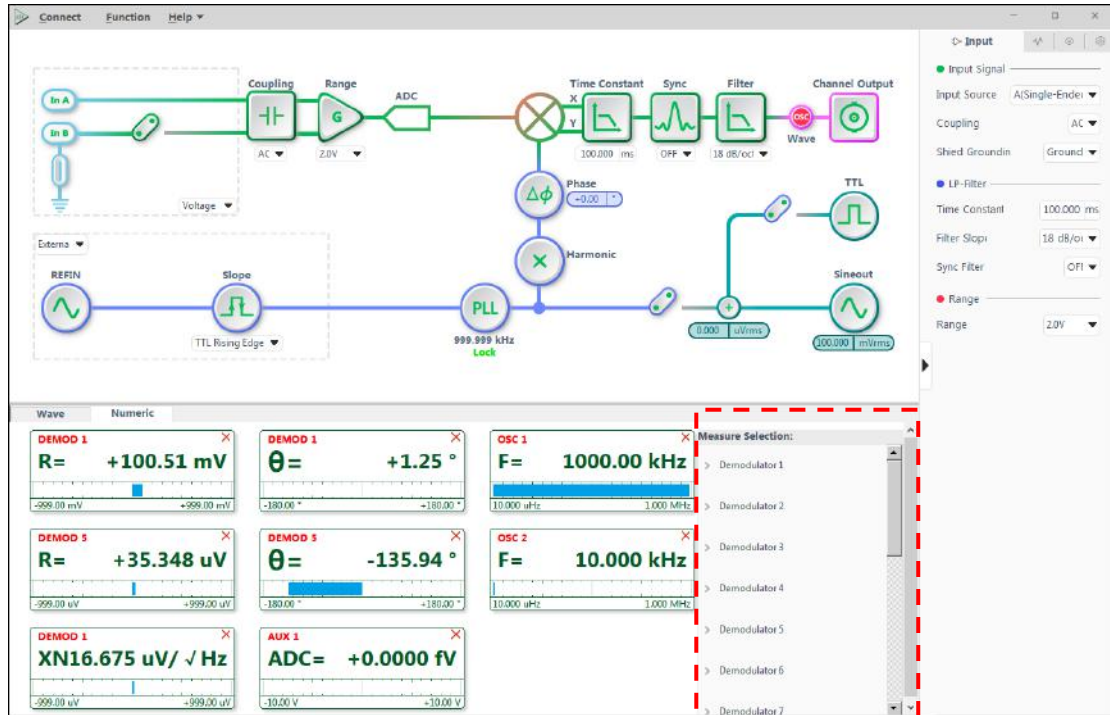 Connect Function Help
Input
Input Signal
Input Source A(Single-Ender
Coupling AC
Shied Groundin Ground
LP-Filter
Time Constant 100.000 ms
Filter Slope 18 dB/o
Sync Filter OFF
Range
Range 2.0V
Coupling Range ADC Time Constant Sync Filter Channel Output
In A
In B
G
X
Y
OSC
Wave
AC 2.0V 100.000 ms OFF 18 dB/oct
Voltage
Δϕ
Phase
+0.00 °
TTL
Externa
Harmonic
REFIN Slope Sineout
PLL
TTL Rising Edge
999.999 kHz
Lock
0.000 uVrms
100.000 mVrms
Wave Numeric
Measure Selection:
DEMOD 1
R= +100.51 mV
-999.00 mV +999.00 mV
DEMOD 1
θ= +1.25 °
-180.00 ° +180.00 °
OSC 1
F= 1000.00 kHz
10.000 uHz 1.000 MHz
DEMOD 5
R= +35.348 uV
-999.00 uV +999.00 uV
DEMOD 5
θ= -135.94 °
-180.00 ° +180.00 °
OSC 2
F= 10.000 kHz
10.000 uHz 1.000 MHz
DEMOD 1
XN16.675 uV/ √ Hz
-999.00 uV +999.00 uV
AUX 1
ADC= +0.0000 fV
-10.00 V +10.00 V
Demodulator 1
Demodulator 2
Demodulator 3
Demodulator 4
Demodulator 5
Demodulator 6
Demodulator 7